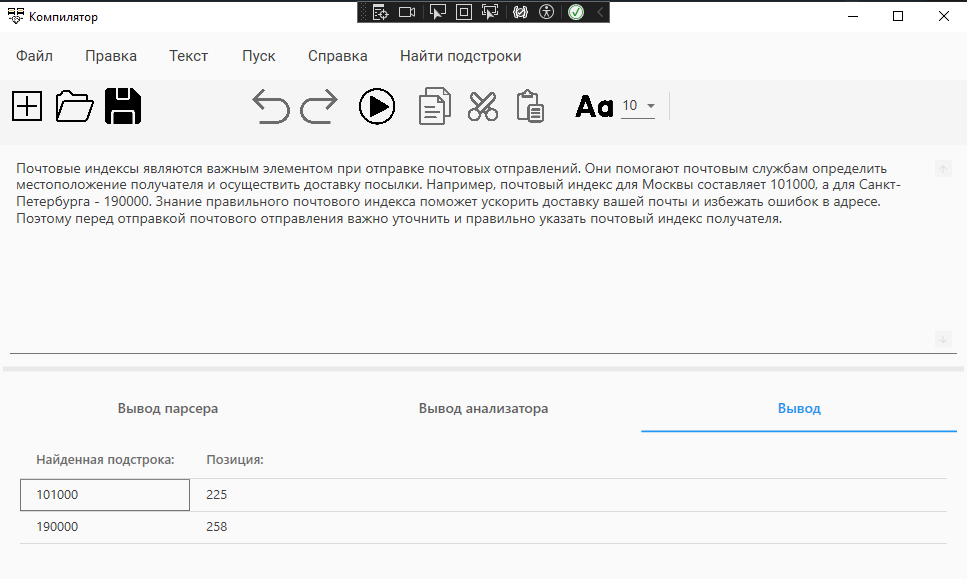 Компилятор
Файл Правка Текст Пуск Справка Найти подстроки
Aa 10
Почтовые индексы являются важным элементом при отправке почтовых отправлений. Они помогают почтовым службам определить
местоположение получателя и осуществить доставку посылки. Например, почтовый индекс для Москвы составляет 101000, а для Санкт-
Петербурга - 190000. Знание правильного почтового индекса поможет ускорить доставку вашей почты и избежать ошибок в адресе.
Поэтому перед отправкой почтового отправления важно уточнить и правильно указать почтовый индекс получателя.
Вывод парсера Вывод анализатора Вывод
Найденная подстрока: Позиция:
101000 225
190000 258